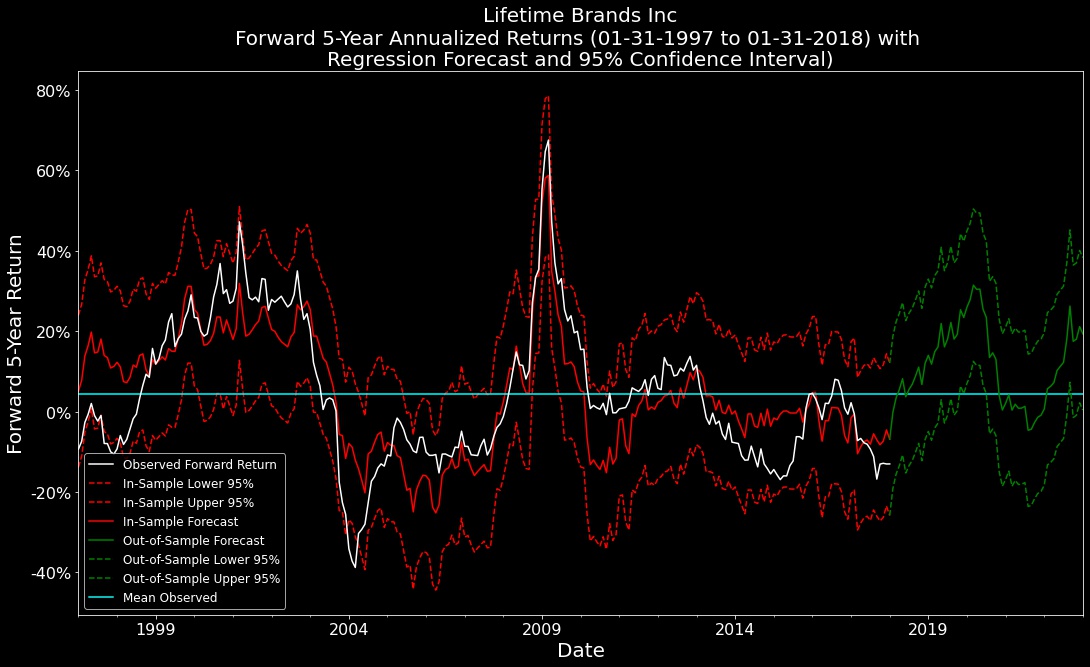 Lifetime Brands Inc
Forward 5-Year Annualized Returns (01-31-1997 to 01-31-2018) with
Regression Forecast and 95% Confidence Interval)
80%
60%
40%
20%
0%
-20%
-40%
Forward 5-Year Return
Observed Forward Return
In-Sample Lower 95%
In-Sample Upper 95%
In-Sample Forecast
Out-of-Sample Forecast
Out-of-Sample Lower 95%
Out-of-Sample Upper 95%
Mean Observed
1999 2004 2009 2014 2019
Date